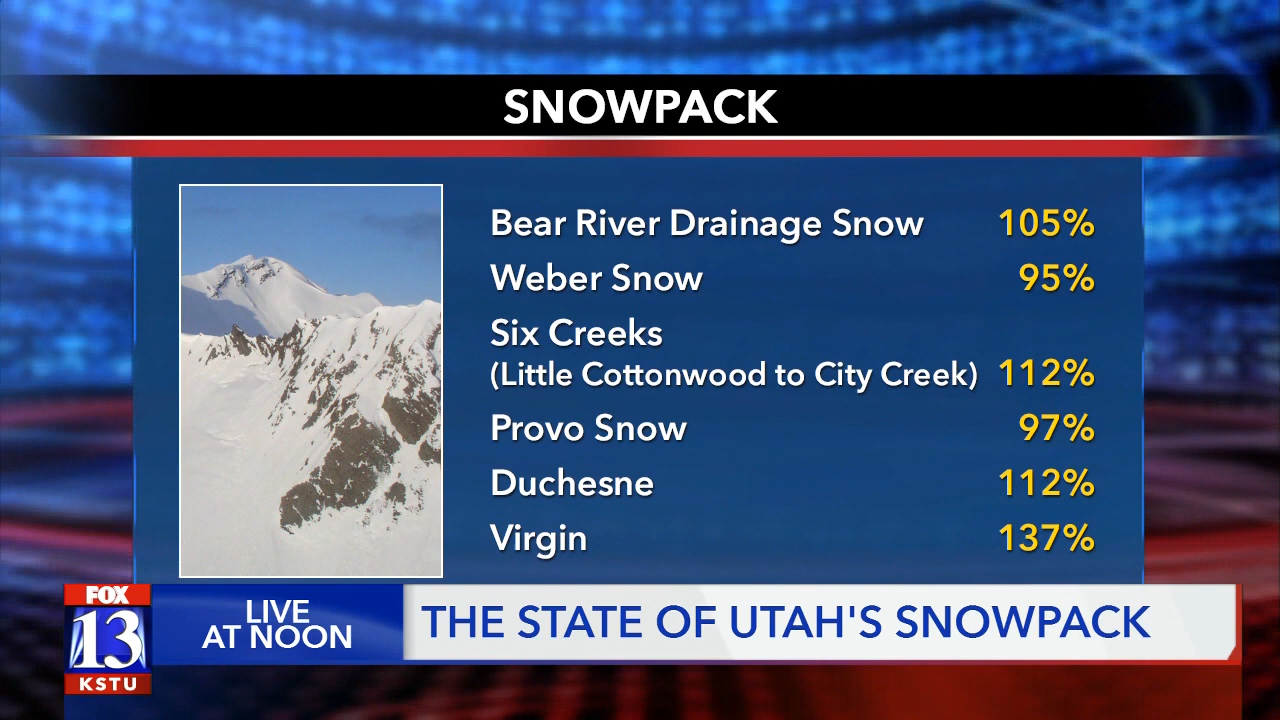 SNOWPACK
Bear River Drainage Snow 105%
Weber Snow 95%
Six Creeks
(Little Cottonwood to City Creek) 112%
Provo Snow 97%
Duchesne 112%
Virgin 137%
FOX
13
KSTU
LIVE
AT NOON
THE STATE OF UTAH'S SNOWPACK